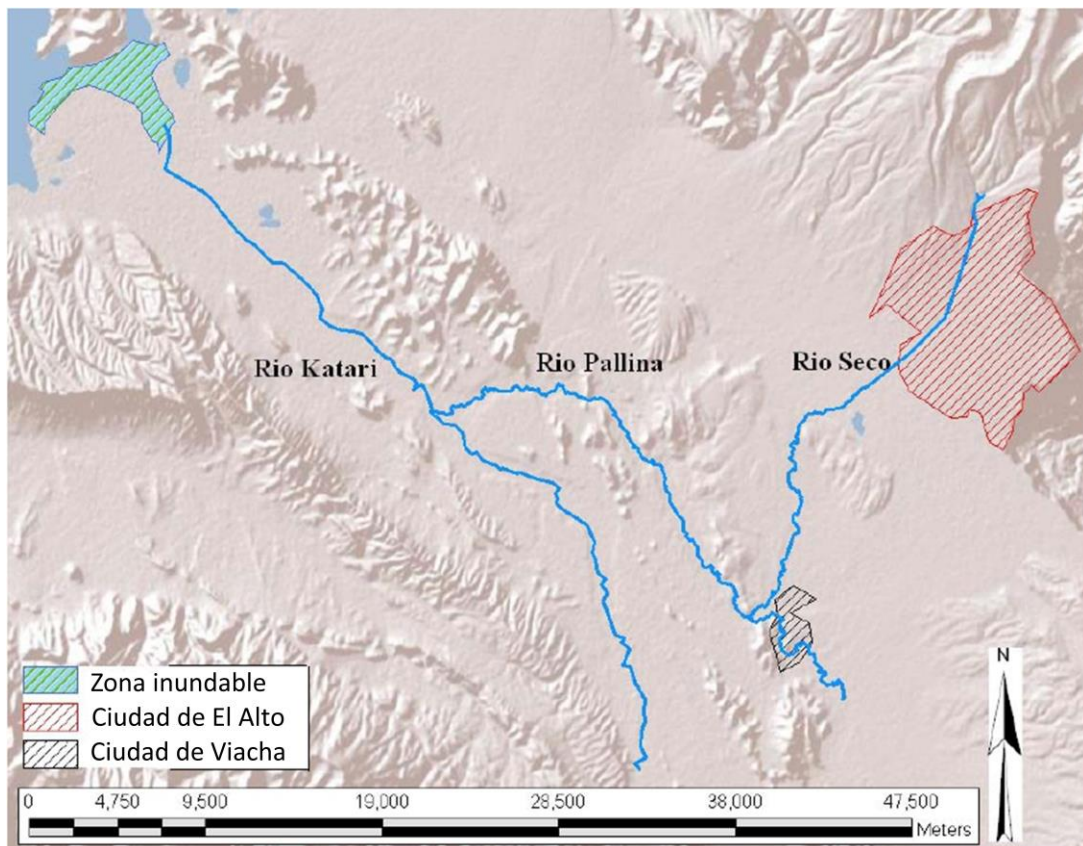 Rio Katari
Rio Pallina
Rio Seco
N
Zona inundable
Ciudad de El Alto
Ciudad de Viacha
0 4,750 9,500 19,000 28,500 38,000 47,500
Meters